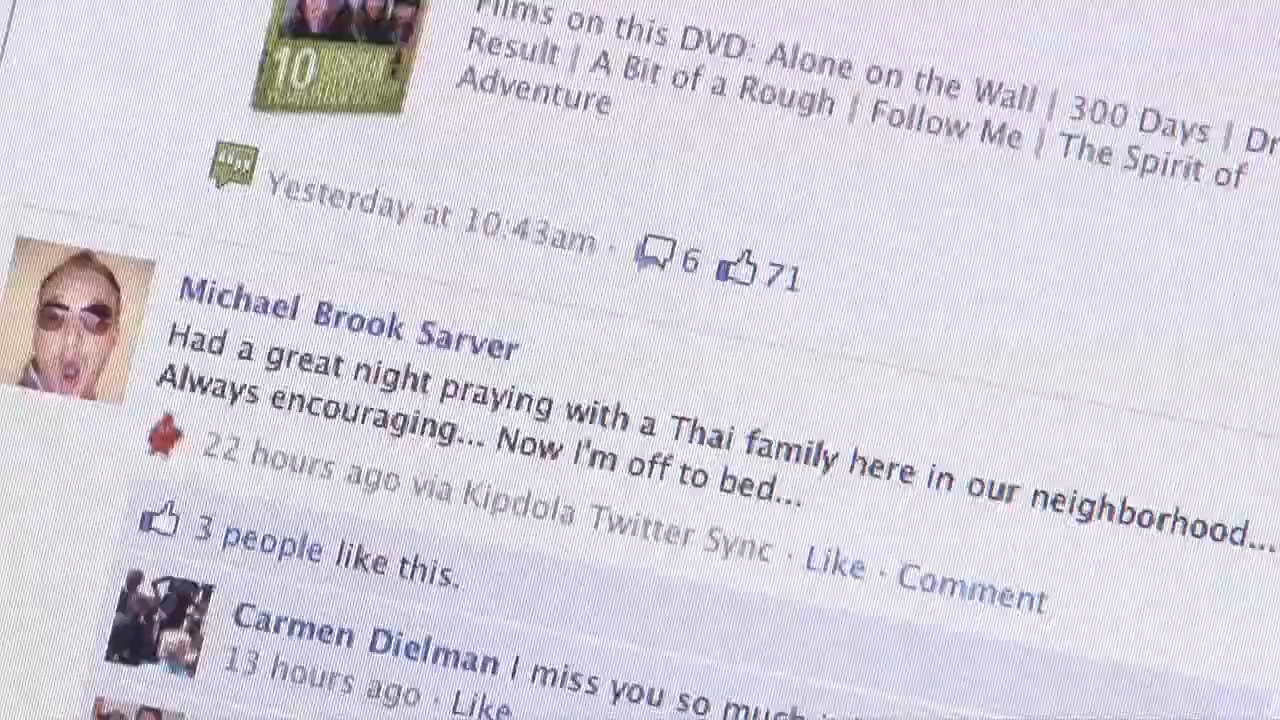 10
Films on this DVD: Alone on the Wall | 300 Days | Dr
Result | A Bit of a Rough | Follow Me | The Spirit of
Adventure
Yesterday at 10:43am · 6 71
Michael Brook Sarver
Had a great night praying with a Thai family here in our neighborhood...
Always encouraging... Now I'm off to bed...
22 hours ago via Kipdola Twitter Sync · Like · Comment
3 people like this.
Carmen Dielman I miss you so much
13 hours ago · Like